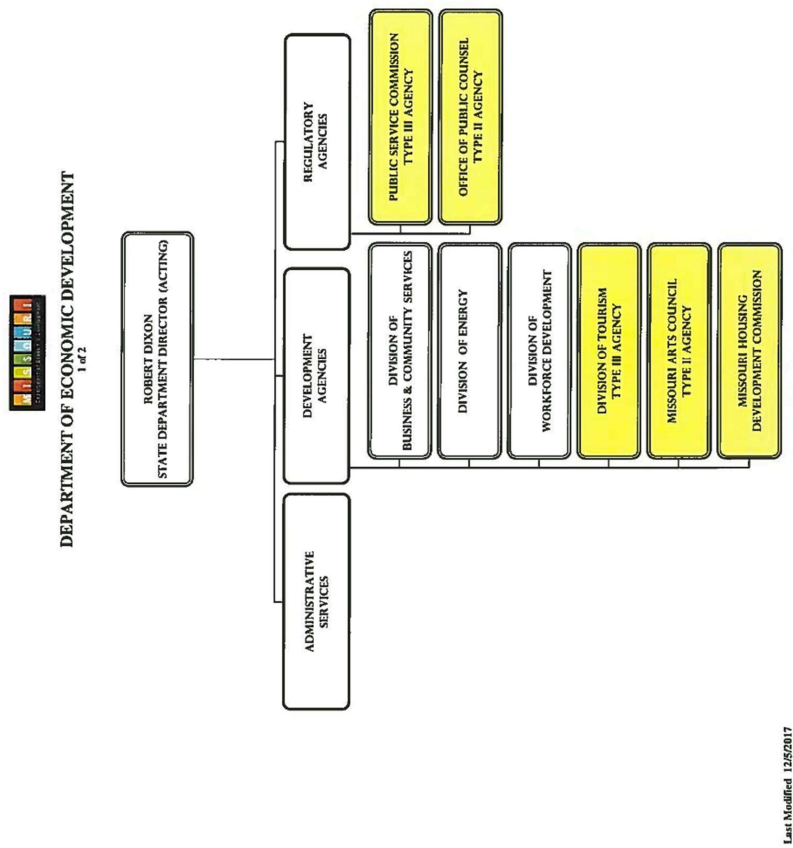 MISSOURI
DEPARTMENT OF ECONOMIC DEVELOPMENT
1 of 2
ROBERT DIXON
STATE DEPARTMENT DIRECTOR (ACTING)
ADMINISTRATIVE
SERVICES
DEVELOPMENT
AGENCIES
REGULATORY
AGENCIES
DIVISION OF
BUSINESS & COMMUNITY SERVICES
DIVISION OF ENERGY
DIVISION OF
WORKFORCE DEVELOPMENT
DIVISION OF TOURISM
TYPE III AGENCY
MISSOURI ARTS COUNCIL
TYPE II AGENCY
MISSOURI HOUSING
DEVELOPMENT COMMISSION
PUBLIC SERVICE COMMISSION
TYPE III AGENCY
OFFICE OF PUBLIC COUNSEL
TYPE II AGENCY
Last Modified 12/5/2017